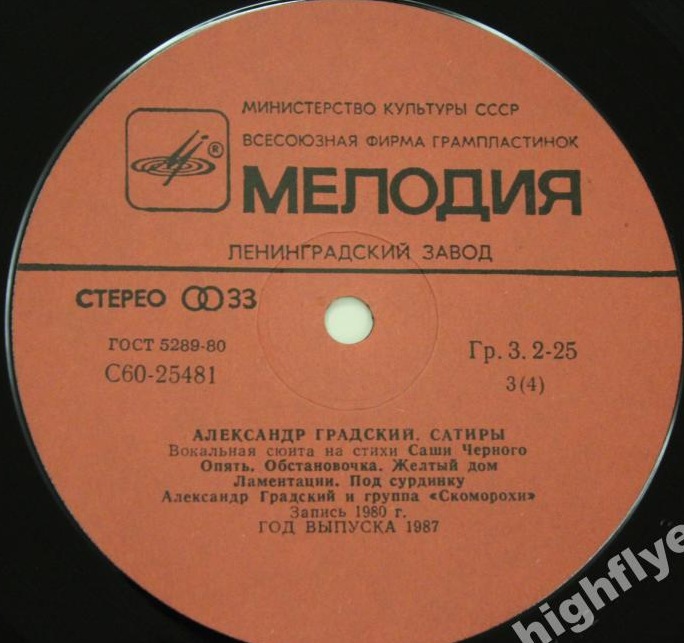 МИНИСТЕРСТВО КУЛЬТУРЫ СССР
ВСЕСОЮЗНАЯ ФИРМА ГРАМПЛАСТИНОК
®
МЕЛОДИЯ
ЛЕНИНГРАДСКИЙ ЗАВОД
СТЕРЕО 33
ГОСТ 5289-80
Гр. 3. 2-25
С60-25481
3(4)
АЛЕКСАНДР ГРАДСКИЙ. САТИРЫ
Вокальная сюита на стихи Саши Черного
Опять. Обстановочка. Желтый дом
Ламентации. Под сурдинку
Александр Градский и группа «Скоморохи»
Запись 1980 г.
ГОД ВЫПУСКА 1987
highflye